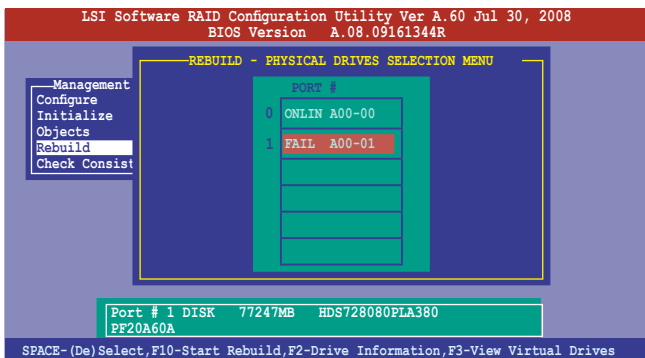 LSI Software RAID Configuration Utility Ver A.60 Jul 30, 2008
BIOS Version A.08.09161344R
REBUILD - PHYSICAL DRIVES SELECTION MENU
Management
Configure
Initialize
Objects
Rebuild
Check Consist
PORT #
0 ONLIN A00-00
1 FAIL A00-01
Port # 1 DISK 77247MB HDS728080PLA380
PF20A60A
SPACE-(De)Select,F10-Start Rebuild,F2-Drive Information,F3-View Virtual Drives